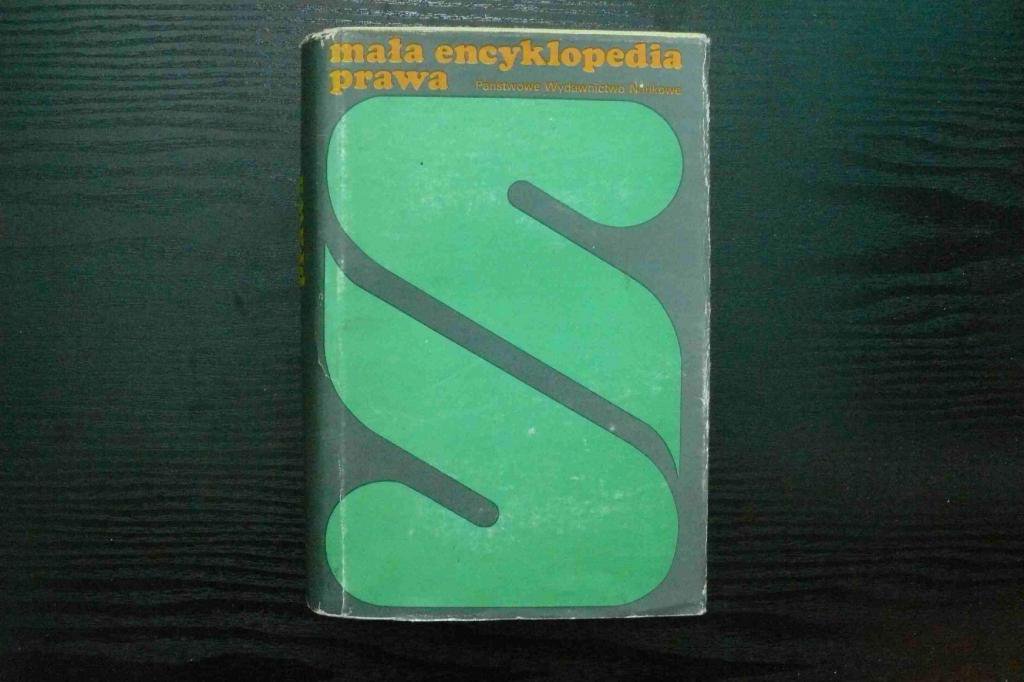 mała encyklopedia
prawa
Państwowe Wydawnictwo Naukowe